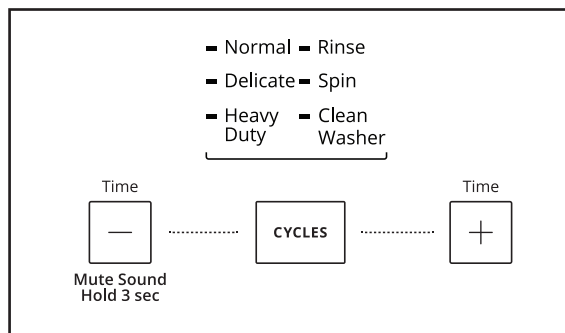 Normal
Rinse
Delicate
Spin
Heavy
Duty
Clean
Washer
Time
Time
—
CYCLES
+
Mute Sound
Hold 3 sec